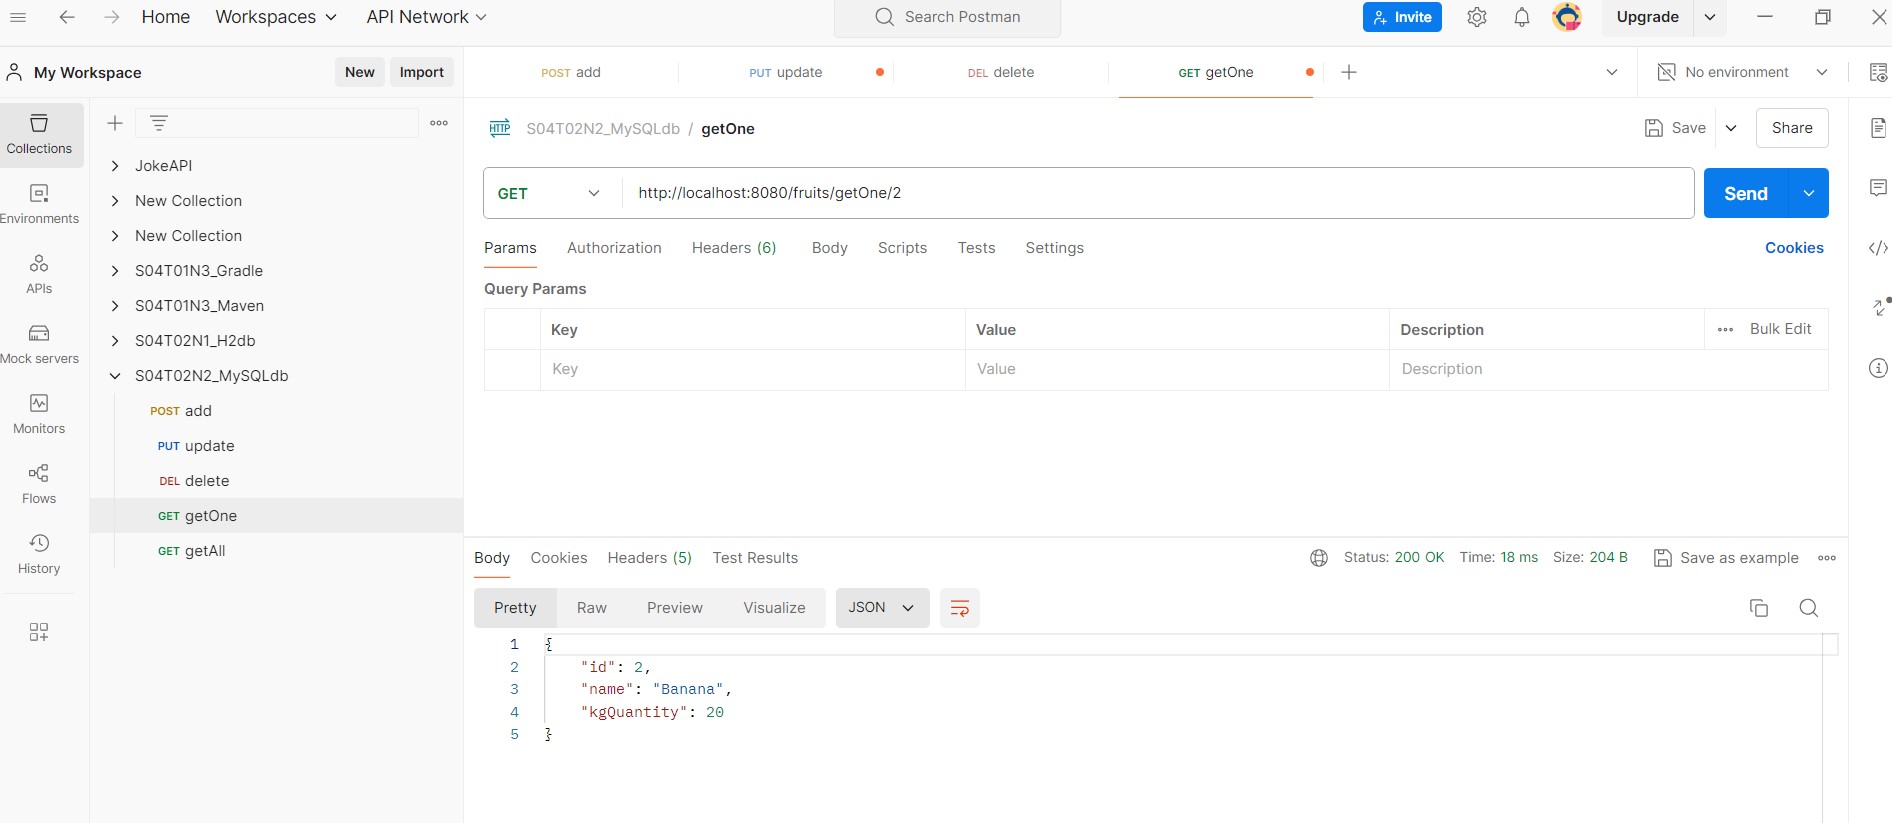 Home Workspaces API Network Search Postman Invite Upgrade
My Workspace New Import
POST add PUT update DEL delete GET getOne No environment
Collections
Environments
APIs
Mock servers
Monitors
Flows
History
JokeAPI
New Collection
New Collection
S04T01N3_Gradle
S04T01N3_Maven
S04T02N1_H2db
S04T02N2_MySQLdb
POST add
PUT update
DEL delete
GET getOne
GET getAll
HTTP S04T02N2_MySQLdb / getOne Save Share
GET http://localhost:8080/fruits/getOne/2 Send
Params Authorization Headers (6) Body Scripts Tests Settings Cookies
Query Params
Key Value Description Bulk Edit
Key Value Description
Body Cookies Headers (5) Test Results Status: 200 OK Time: 18 ms Size: 204 B Save as example
Pretty Raw Preview Visualize JSON
1 {
2 "id": 2,
3 "name": "Banana",
4 "kgQuantity": 20
5 }